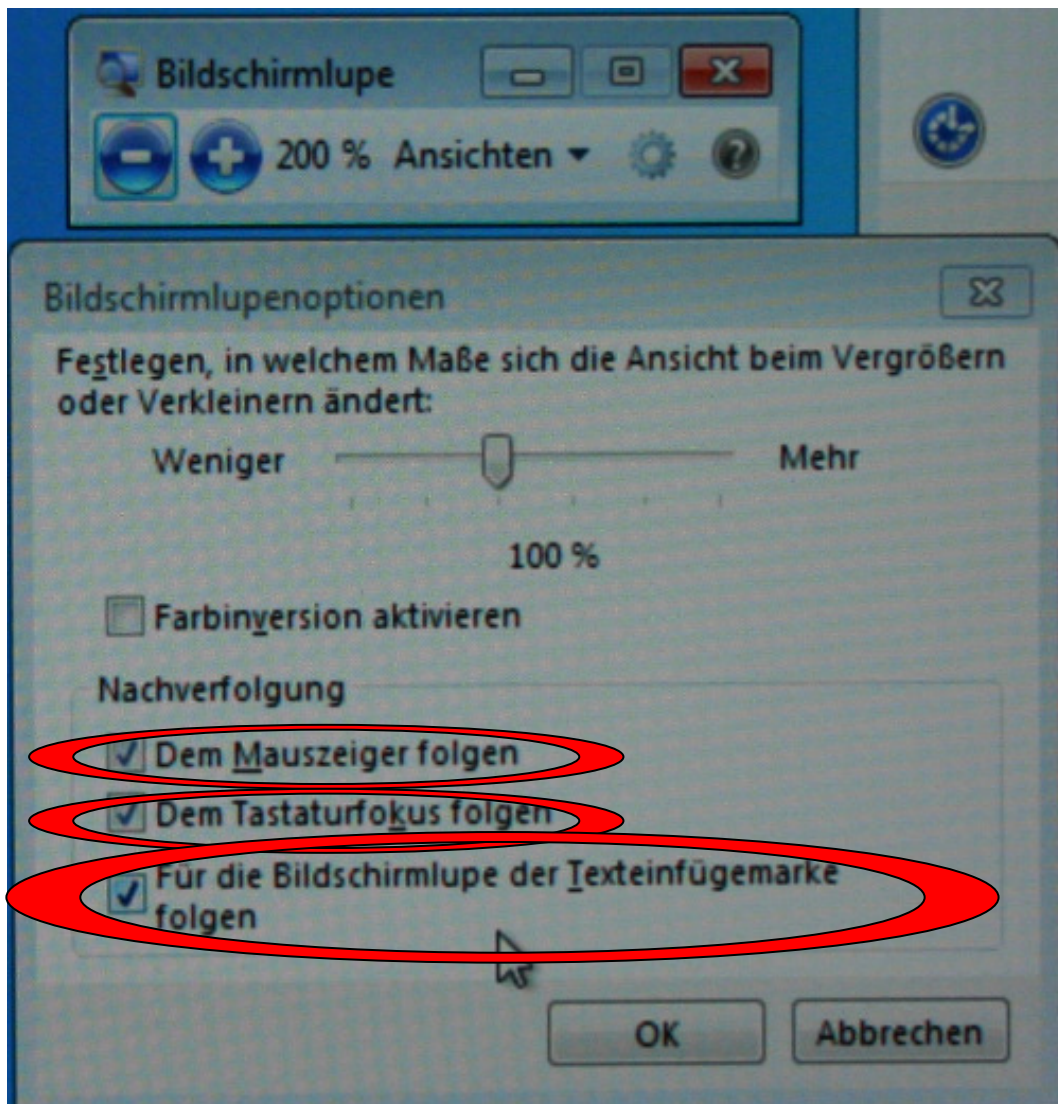 Bildschirmlupe
200 % Ansichten
Bildschirmlupenoptionen
Festlegen, in welchem Maße sich die Ansicht beim Vergrößern
oder Verkleinern ändert:
Weniger Mehr
100 %
Farbinversion aktivieren
Nachverfolgung
Dem Mauszeiger folgen
Dem Tastaturfokus folgen
Für die Bildschirmlupe der Texteinfügemarke
folgen
OK Abbrechen